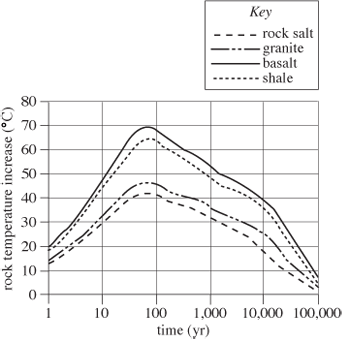 Key
rock salt
granite
basalt
shale
rock temperature increase (°C)
80
70
60
50
40
30
20
10
0
1 10 100 1,000 10,000 100,000
time (yr)